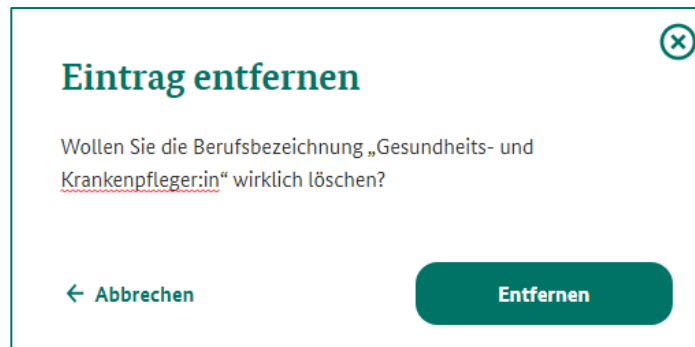 Eintrag entfernen
Wollen Sie die Berufsbezeichnung „Gesundheits- und
Krankenpfleger:in“ wirklich löschen?
← Abbrechen
Entfernen